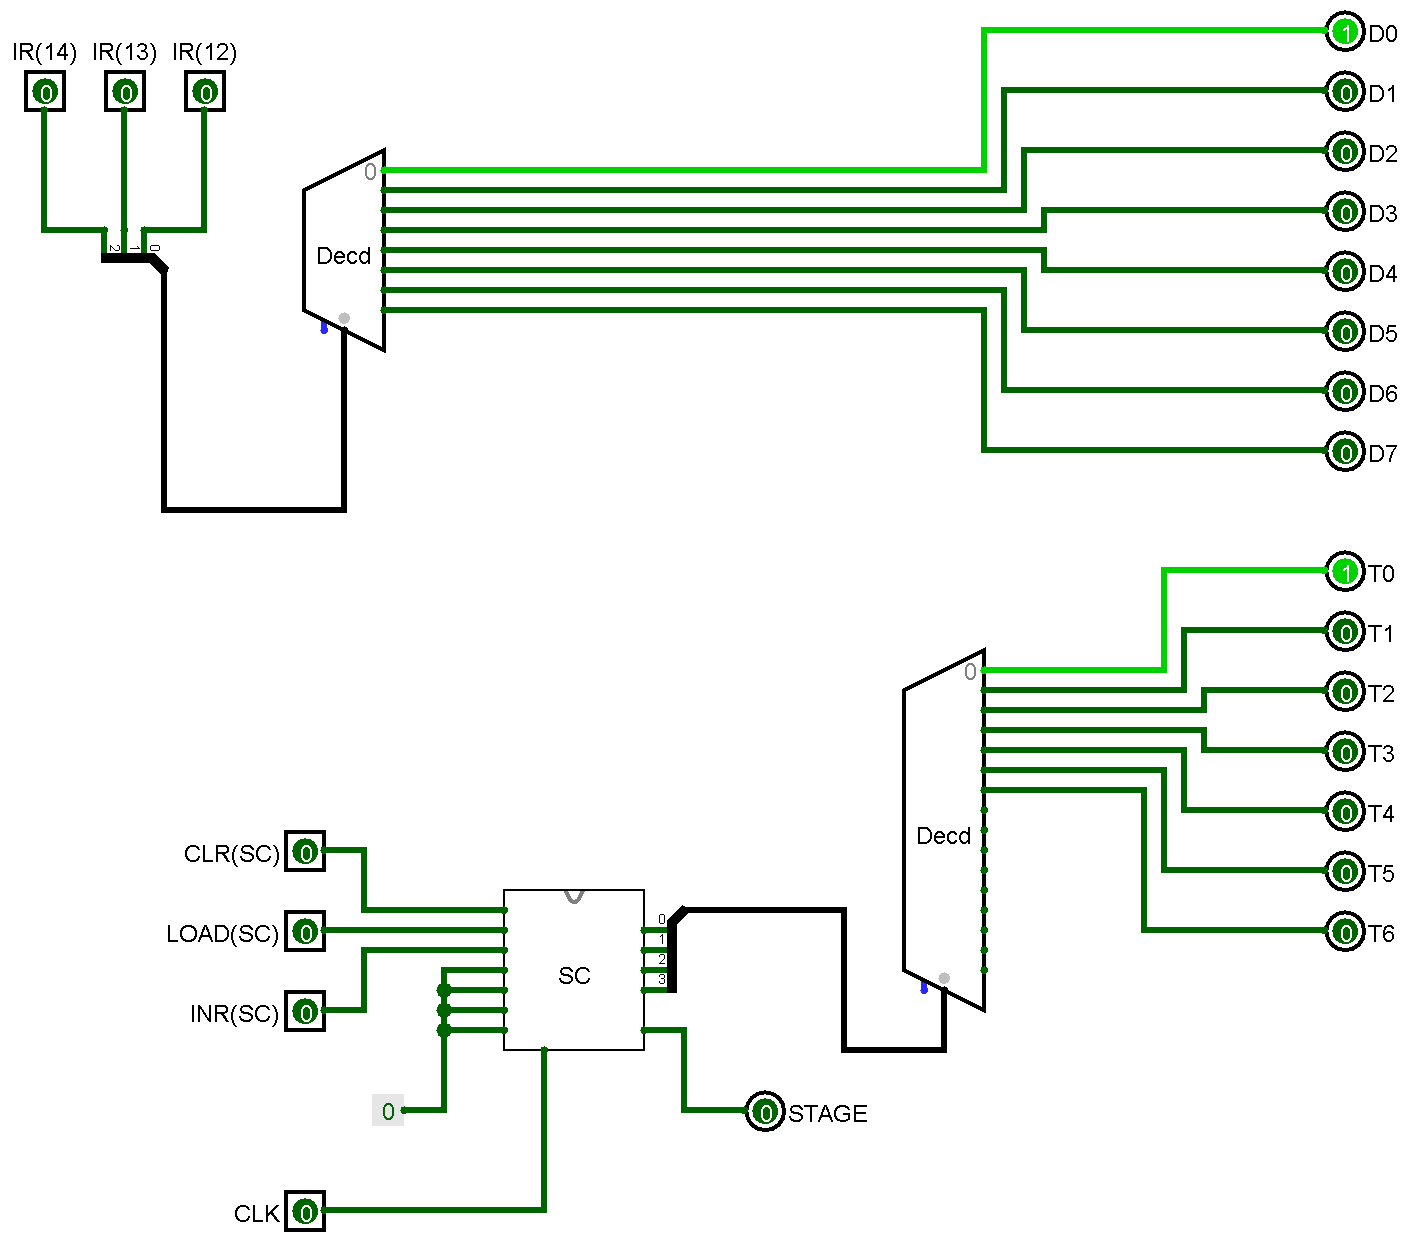 IR(14) IR(13) IR(12)
0 0 0
1 D0
0 D1
0 D2
0
0 D3
2 1 0
Decd
0 D4
0 D5
0 D6
0 D7
1 T0
0 T1
0
0 T2
0 T3
0 T4
Decd
CLR(SC) 0
0 T5
LOAD(SC) 0
0
1
2
3
0 T6
SC
INR(SC) 0
0
0 STAGE
CLK 0